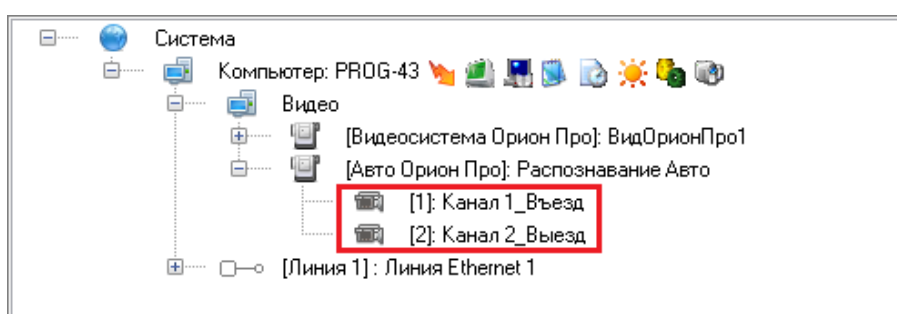 Система
Компьютер: PROG-43
Видео
[Видеосистема Орион Про]: ВидОрионПро1
[Авто Орион Про]: Распознавание Авто
[1]: Канал 1_Въезд
[2]: Канал 2_Выезд
[Линия 1] : Линия Ethernet 1